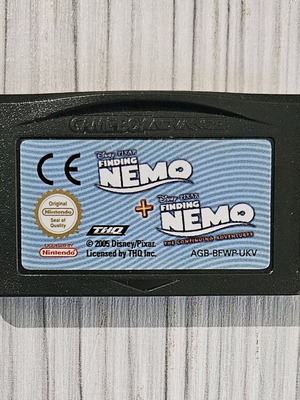 GAME BOY ADVANCE
CE
DISNEY·PIXAR
FINDING
NEMO
+
DISNEY·PIXAR
FINDING
NEMO
THE CONTINUING ADVENTURES
Original
Nintendo
Seal of
Quality
LICENSED BY
Nintendo
THQ
© 2005 Disney/Pixar.
Licensed by THQ Inc.
AGB-BFWP-UKV